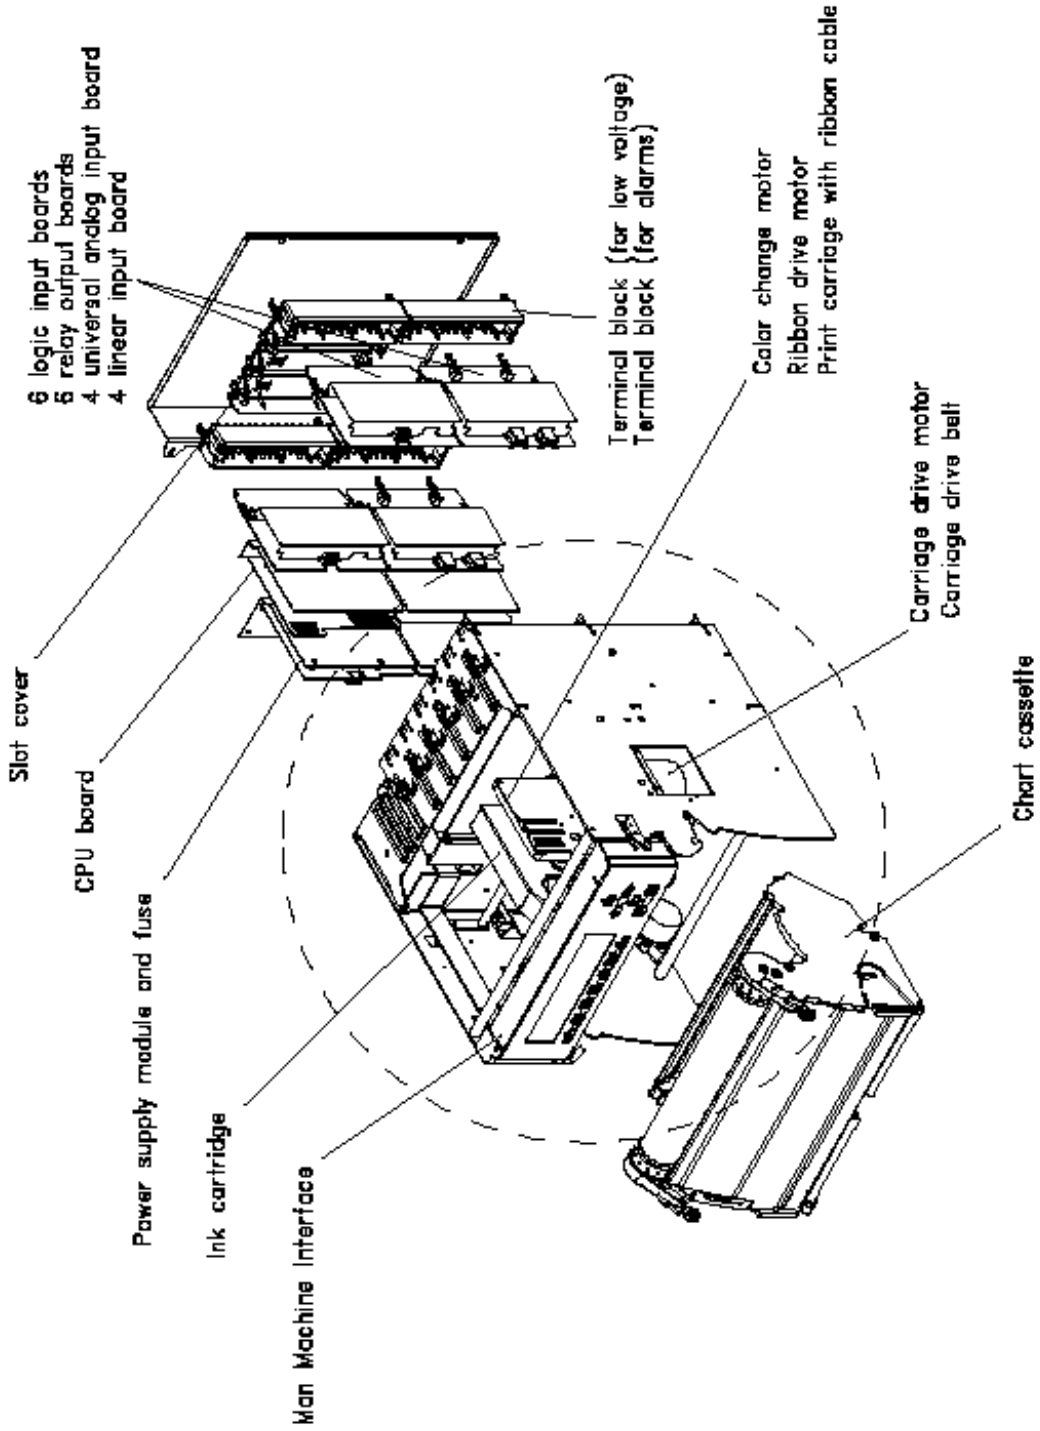 6 logic input boards
6 relay output boards
4 universal analog input board
4 linear input board
Slot cover
CPU board
Power supply module and fuse
Ink cartridge
Man Machine Interface
Terminal block (for low voltage)
Terminal block (for alarms)
Color change motor
Ribbon drive motor
Print carriage with ribbon cable
Carriage drive motor
Carriage drive belt
Chart cassette